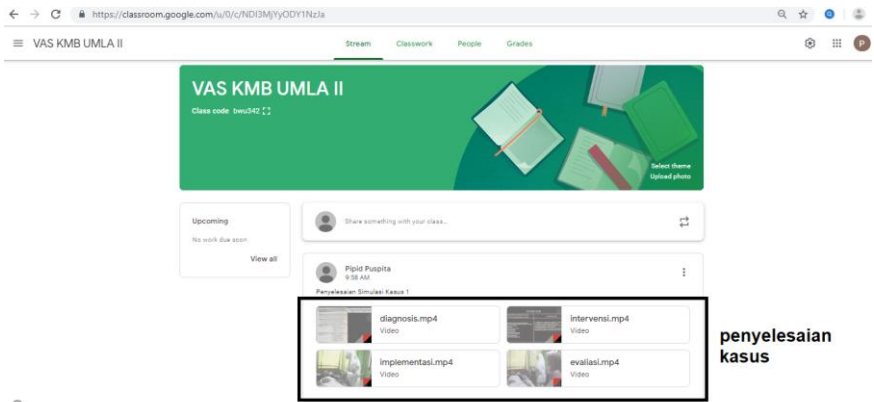 https://classroom.google.com/u/0/c/NDI3MjYyODY1NzJa
VAS KMB UMLA II
Stream Classwork People Grades
P
VAS KMB UMLA II
Class code bwu342
Select theme
Upload photo
Upcoming
No work due soon
View all
Share something with your class...
Pipid Puspita
9:58 AM
Penyelesaian Simulasi Kasus 1
diagnosis.mp4
Video
intervensi.mp4
Video
implementasi.mp4
Video
evaliasi.mp4
Video
penyelesaian
kasus